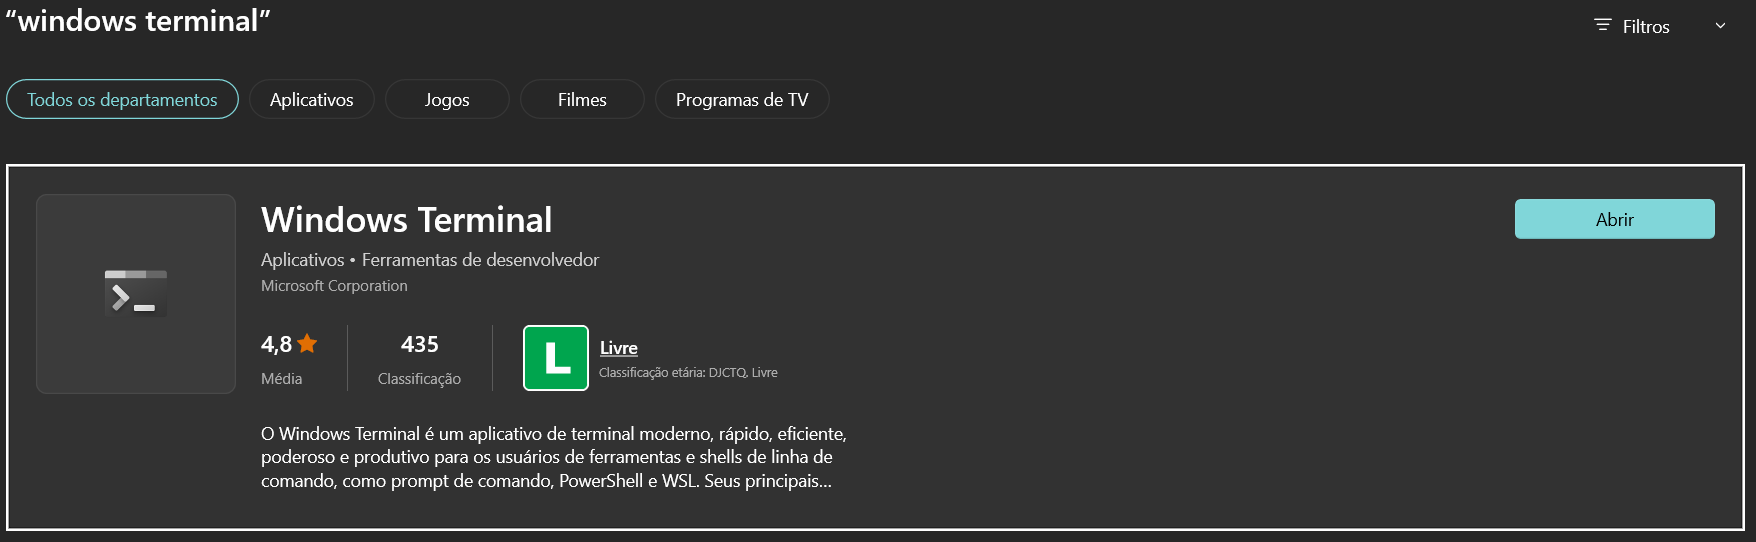 “windows terminal”
Filtros
Todos os departamentos
Aplicativos
Jogos
Filmes
Programas de TV
Windows Terminal
Abrir
Aplicativos • Ferramentas de desenvolvedor
Microsoft Corporation
4,8
Média
435
Classificação
L
Livre
Classificação etária: DJCTQ. Livre
O Windows Terminal é um aplicativo de terminal moderno, rápido, eficiente,
poderoso e produtivo para os usuários de ferramentas e shells de linha de
comando, como prompt de comando, PowerShell e WSL. Seus principais...